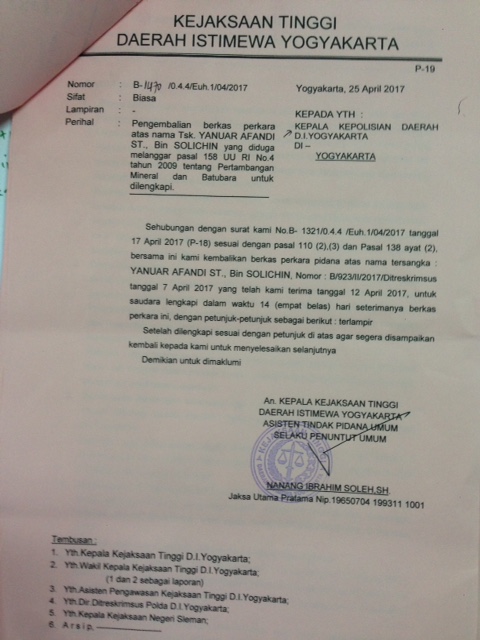 KEJAKSAAN TINGGI
DAERAH ISTIMEWA YOGYAKARTA
P-19
Nomor : B-1470 /0.4.4/Euh.1/04/2017
Yogyakarta, 25 April 2017
Sifat : Biasa
Lampiran : -
Perihal : Pengembalian berkas perkara
atas nama Tsk. YANUAR AFANDI
ST., Bin SOLICHIN yang diduga
melanggar pasal 158 UU RI No.4
tahun 2009 tentang Pertambangan
Mineral dan Batubara untuk
dilengkapi.
KEPADA YTH :
KEPALA KEPOLISIAN DAERAH
D.I.YOGYAKARTA
DI –
YOGYAKARTA
Sehubungan dengan surat kami No.B- 1321/0.4.4 /Euh.1/04/2017 tanggal
17 April 2017 (P-18) sesuai dengan pasal 110 (2),(3) dan Pasal 138 ayat (2),
bersama ini kami kembalikan berkas perkara pidana atas nama tersangka :
YANUAR AFANDI ST., Bin SOLICHIN, Nomor : B/923/II/2017/Ditreskrimsus
tanggal 7 April 2017 yang telah kami terima tanggal 12 April 2017, untuk
saudara lengkapi dalam waktu 14 (empat belas) hari seterimanya berkas
perkara ini, dengan petunjuk-petunjuk sebagai berikut : terlampir
Setelah dilengkapi sesuai dengan petunjuk di atas agar segera disampaikan
kembali kepada kami untuk menyelesaikan selanjutnya
Demikian untuk dimaklumi
An. KEPALA KEJAKSAAN TINGGI
DAERAH ISTIMEWA YOGYAKARTA
ASISTEN TINDAK PIDANA UMUM
SELAKU PENUNTUT UMUM
NANANG IBRAHIM SOLEH,SH
Jaksa Utama Pratama Nip.19650704 199311 1001
Tembusan :
1. Yth.Kepala Kejaksaan Tinggi D.I.Yogyakarta;
2. Yth.Wakil Kepala Kejaksaan Tinggi D.I.Yogyakarta;
(1 dan 2 sebagai laporan)
3. Yth.Asisten Pengawasan Kejaksaan Tinggi D.I.Yogyakarta;
4. Yth.Dir.Ditreskrimsus Polda D.I.Yogyakarta;
5. Yth.Kepala Kejaksaan Negeri Sleman;
6. A r s i p,